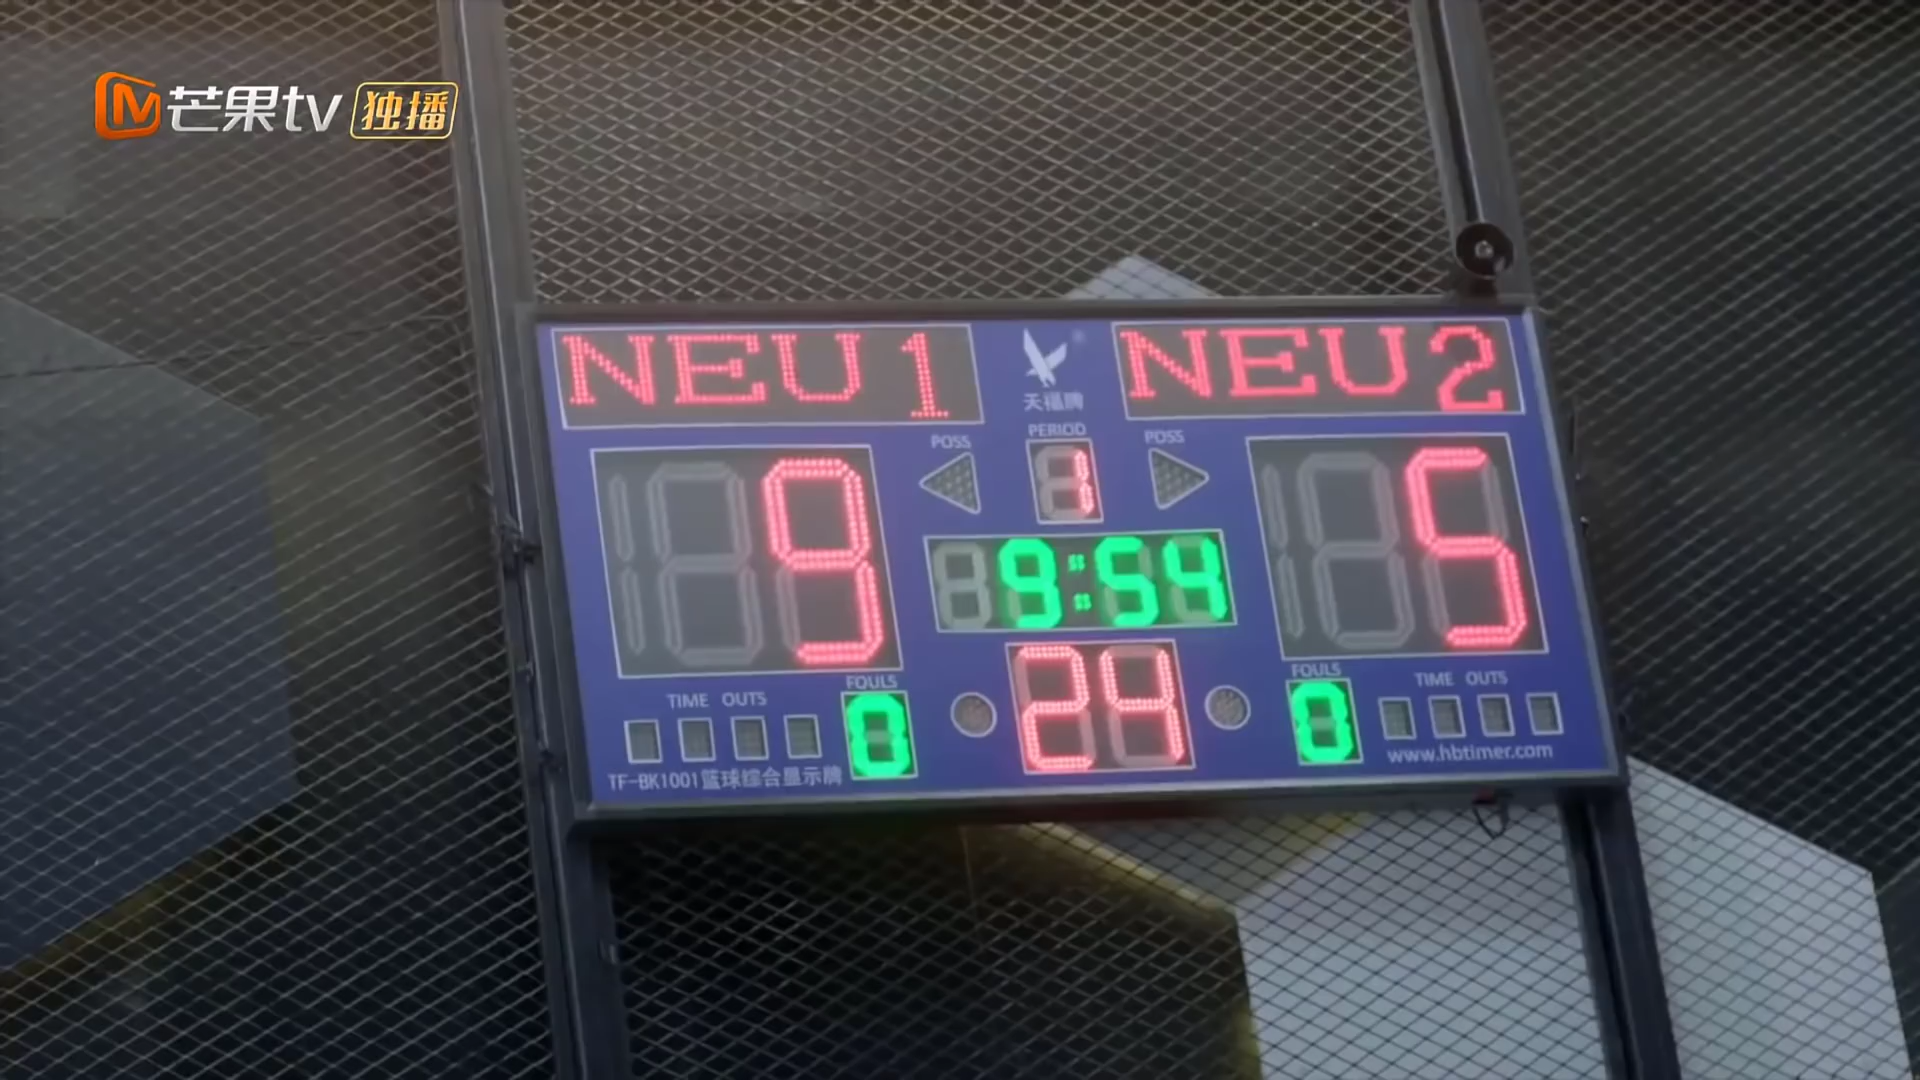 芒果tv 独播
NEU 1
天福牌
NEU 2
POSS
PERIOD
POSS
9
1
5
9:54
24
TIME OUTS
FOULS
0
FOULS
0
TIME OUTS
TF-BK1001篮球综合显示牌
www.hbtimer.com